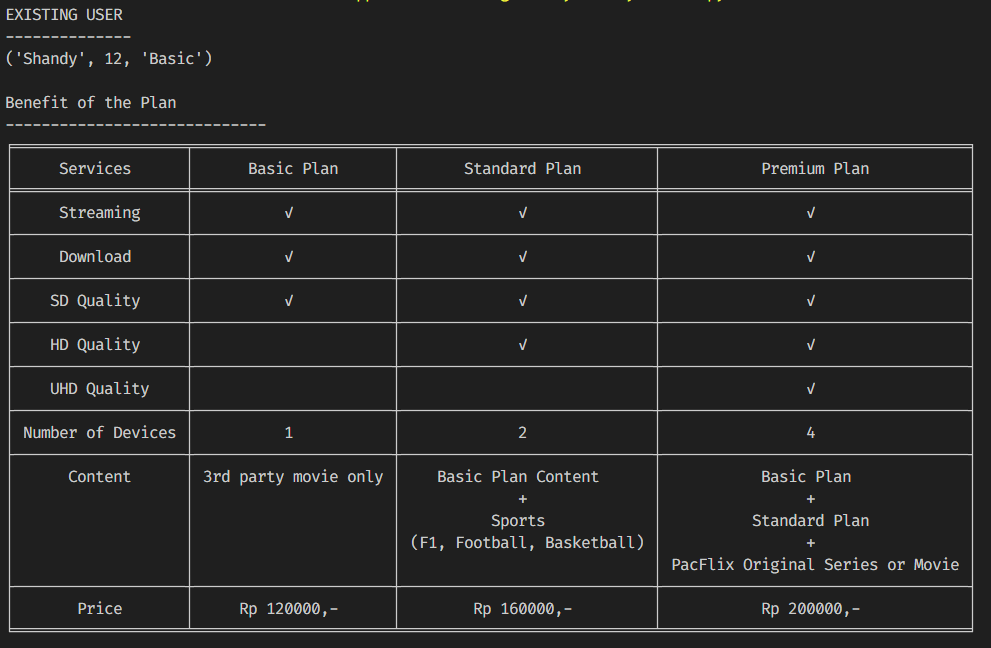 EXISTING USER
--------------
('Shandy', 12, 'Basic')
Benefit of the Plan
-----------------------------
Services Basic Plan Standard Plan Premium Plan
Streaming √ √ √
Download √ √ √
SD Quality √ √ √
HD Quality √ √
UHD Quality √
Number of Devices 1 2 4
Content 3rd party movie only Basic Plan Content Basic Plan
+ +
Sports Standard Plan
(F1, Football, Basketball) +
PacFlix Original Series or Movie
Price Rp 120000,- Rp 160000,- Rp 200000,-